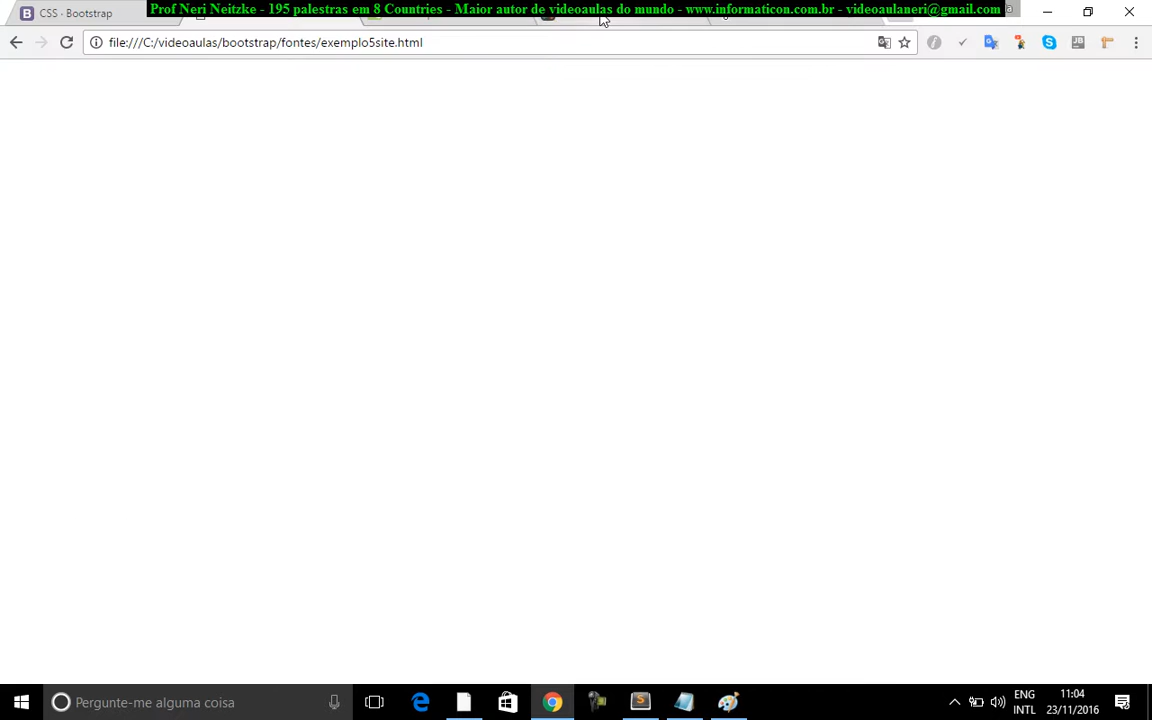 CSS · Bootstrap
Prof Neri Neitzke - 195 palestras em 8 Countries - Maior autor de videoaulas do mundo - www.informaticon.com.br - videoaulaneri@gmail.com
file:///C:/videoaulas/bootstrap/fontes/exemplo5site.html
Pergunte-me alguma coisa
ENG
INTL
11:04
23/11/2016